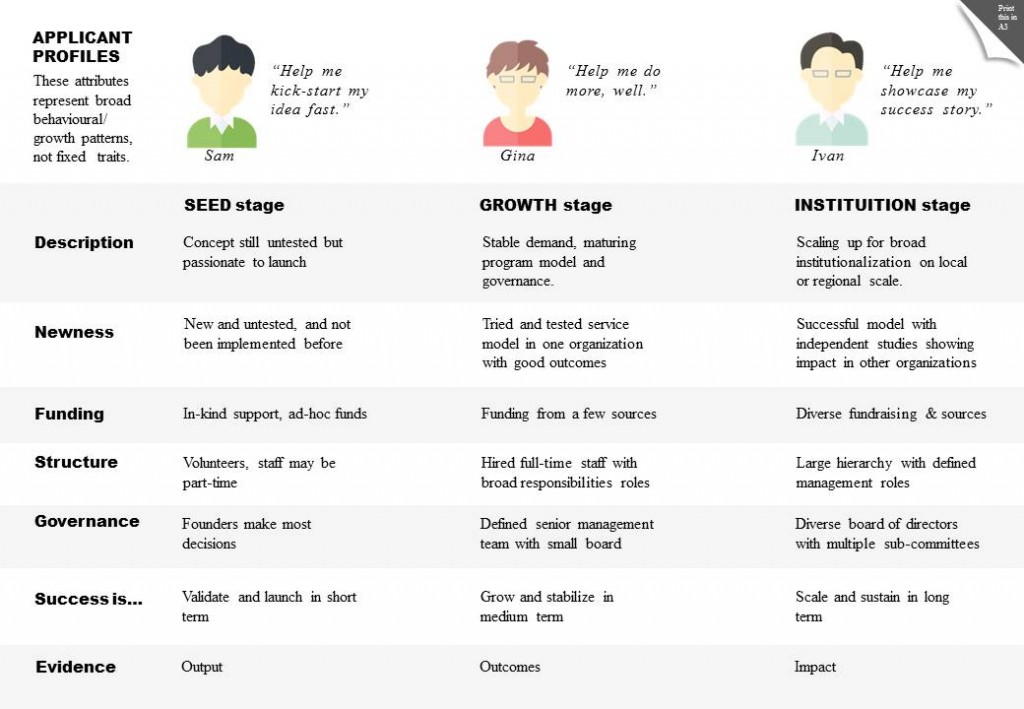 Print
this in
A3
APPLICANT
PROFILES
These attributes
represent broad
behavioural/
growth patterns,
not fixed traits.
“Help me
kick-start my
idea fast.”
Sam
“Help me do
more, well.”
Gina
“Help me
showcase my
success story.”
Ivan
SEED stage
GROWTH stage
INSTITUITION stage
Description
Concept still untested but
passionate to launch
Stable demand, maturing
program model and
governance.
Scaling up for broad
institutionalization on local
or regional scale.
Newness
New and untested, and not
been implemented before
Tried and tested service
model in one organization
with good outcomes
Successful model with
independent studies showing
impact in other organizations
Funding
In-kind support, ad-hoc funds
Funding from a few sources
Diverse fundraising & sources
Structure
Volunteers, staff may be
part-time
Hired full-time staff with
broad responsibilities roles
Large hierarchy with defined
management roles
Governance
Founders make most
decisions
Defined senior management
team with small board
Diverse board of directors
with multiple sub-committees
Success is...
Validate and launch in short
term
Grow and stabilize in
medium term
Scale and sustain in long
term
Evidence
Output
Outcomes
Impact